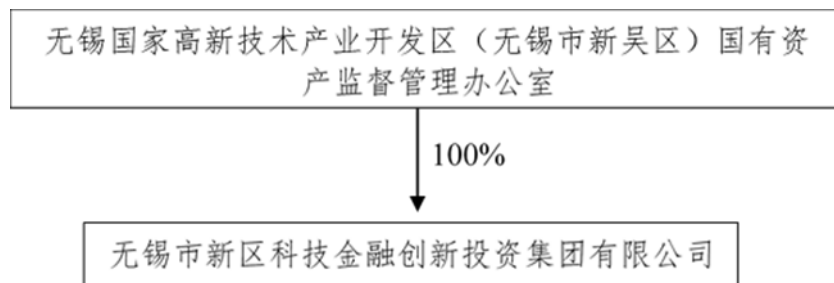 无锡国家高新技术产业开发区（无锡市新吴区）国有资
产监督管理办公室
100%
无锡市新区科技金融创新投资集团有限公司